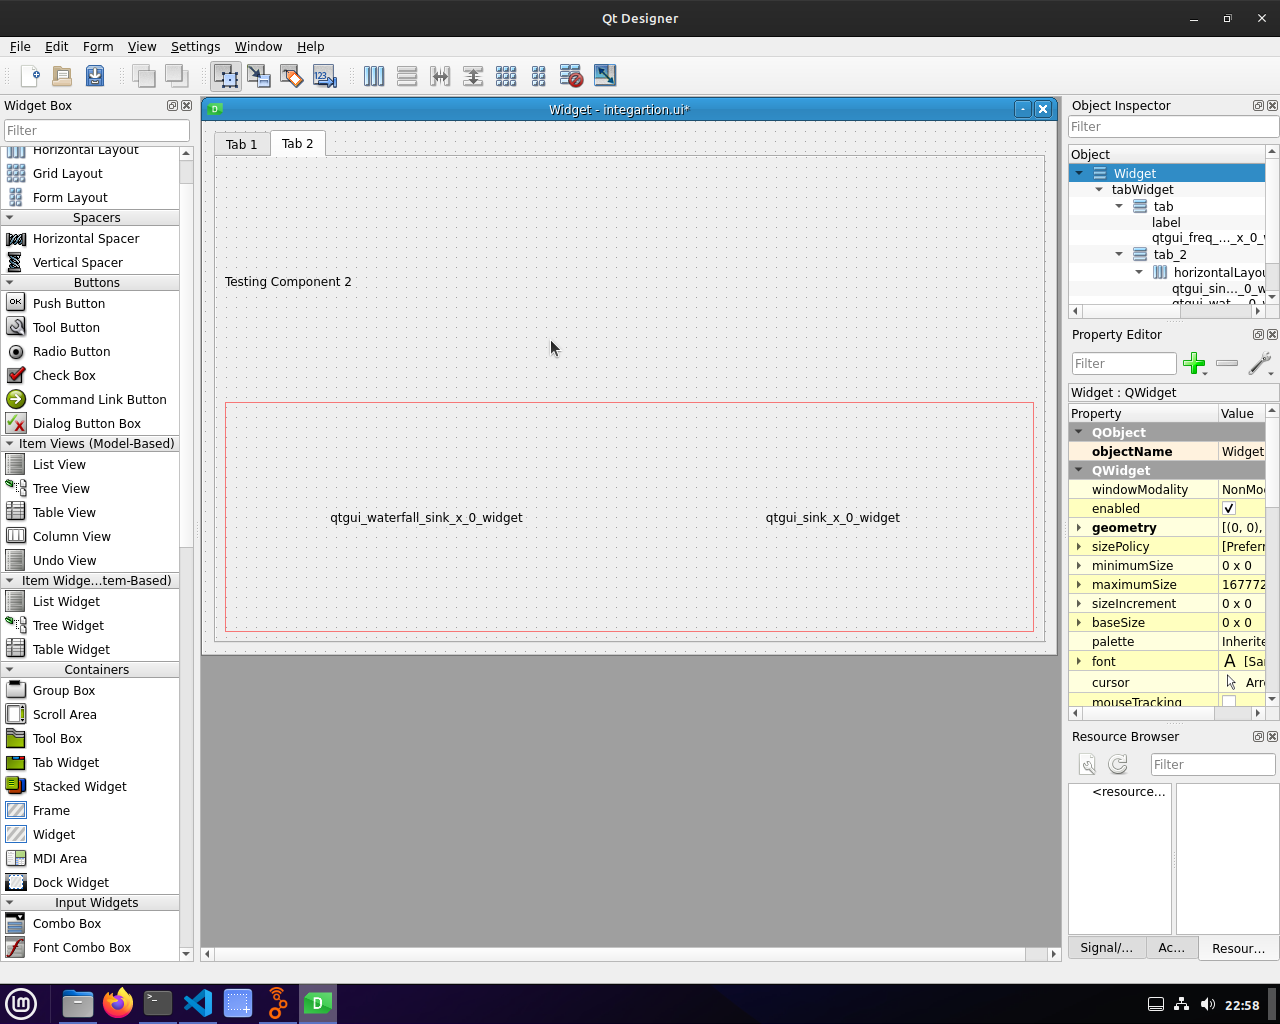 Qt Designer
File Edit Form View Settings Window Help
Widget Box
Filter
Horizontal Layout
Grid Layout
Form Layout
Spacers
Horizontal Spacer
Vertical Spacer
Buttons
Push Button
Tool Button
Radio Button
Check Box
Command Link Button
Dialog Button Box
Item Views (Model-Based)
List View
Tree View
Table View
Column View
Undo View
Item Widge...tem-Based)
List Widget
Tree Widget
Table Widget
Containers
Group Box
Scroll Area
Tool Box
Tab Widget
Stacked Widget
Frame
Widget
MDI Area
Dock Widget
Input Widgets
Combo Box
Font Combo Box
Widget - integartion.ui*
Tab 1 Tab 2
Testing Component 2
qtgui_waterfall_sink_x_0_widget qtgui_sink_x_0_widget
Object Inspector
Filter
Object
Widget
tabWidget
tab
label
qtgui_freq_..._x_0_
tab_2
horizontalLayou
qtgui_sin..._0_w
qtgui_wat..._0_
Property Editor
Filter
Widget : QWidget
Property Value
QObject
objectName Widget
QWidget
windowModality NonMo
enabled
geometry [(0, 0),
sizePolicy [Preferr
minimumSize 0 x 0
maximumSize 167772
sizeIncrement 0 x 0
baseSize 0 x 0
palette Inherite
font A [Sa
cursor Arr
mouseTracking
Resource Browser
Filter
<resource...
Signal/... Ac... Resour...
22:58